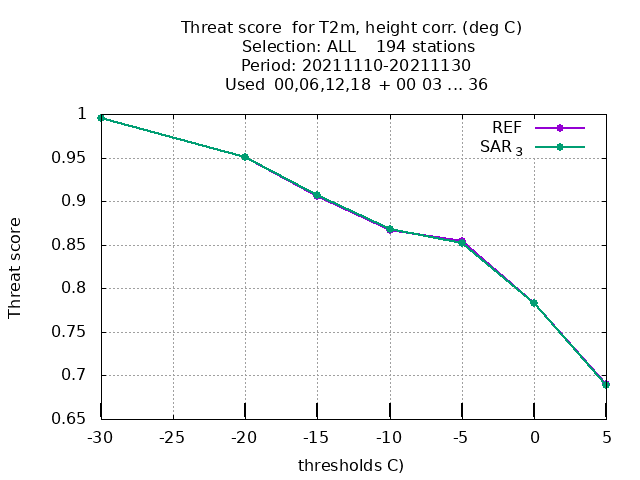 Threat score  for T2m, height corr. (deg C)
Selection: ALL    194 stations
Period: 20211110-20211130
Used  00,06,12,18  + 00 03 ... 36
REF
SAR 3
1
0.95
0.9
0.85
0.8
0.75
0.7
0.65
Threat score
-30
-25
-20
-15
-10
-5
0
5
thresholds C)